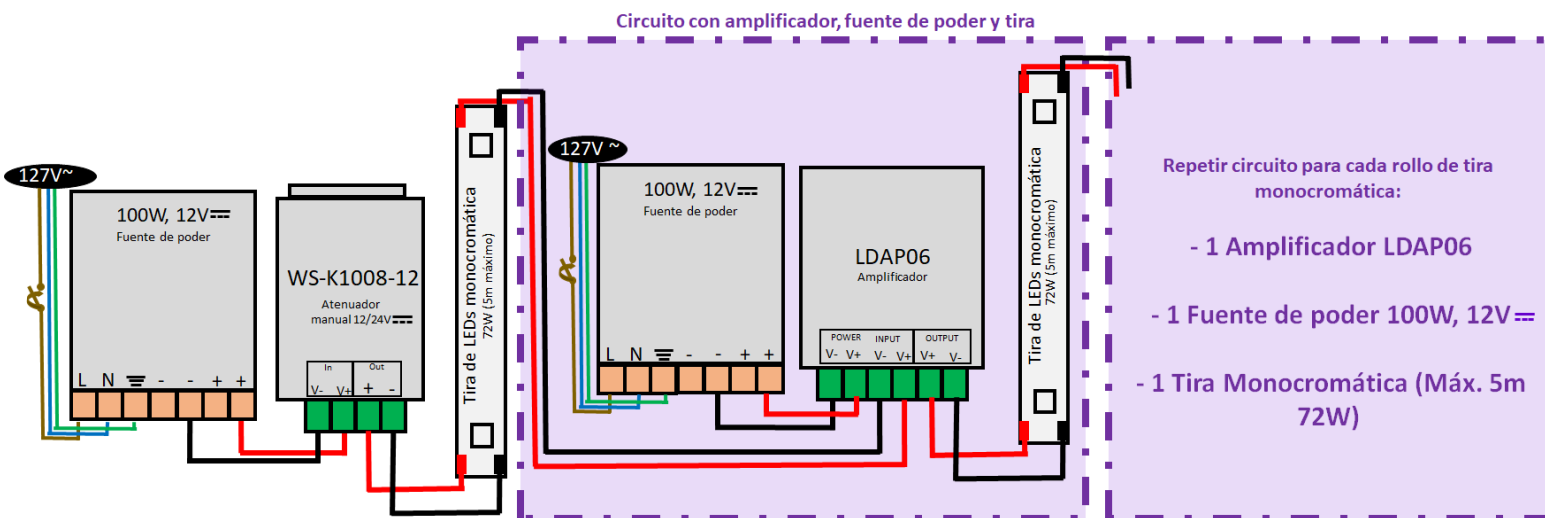 Circuito con amplificador, fuente de poder y tira
127V~
100W, 12V
Fuente de poder
L N - - + +
WS-K1008-12
Atenuador
manual 12/24V
In Out
V- V+ + -
Tira de LEDs monocromática
72W (5m máximo)
127V ~
100W, 12V
Fuente de poder
L N - - + +
LDAP06
Amplificador
POWER INPUT OUTPUT
V- V+ V- V+ V+ V-
Tira de LEDs monocromática
72W (5m máximo)
Repetir circuito para cada rollo de tira
monocromática:
- 1 Amplificador LDAP06
- 1 Fuente de poder 100W, 12V
- 1 Tira Monocromática (Máx. 5m
72W)